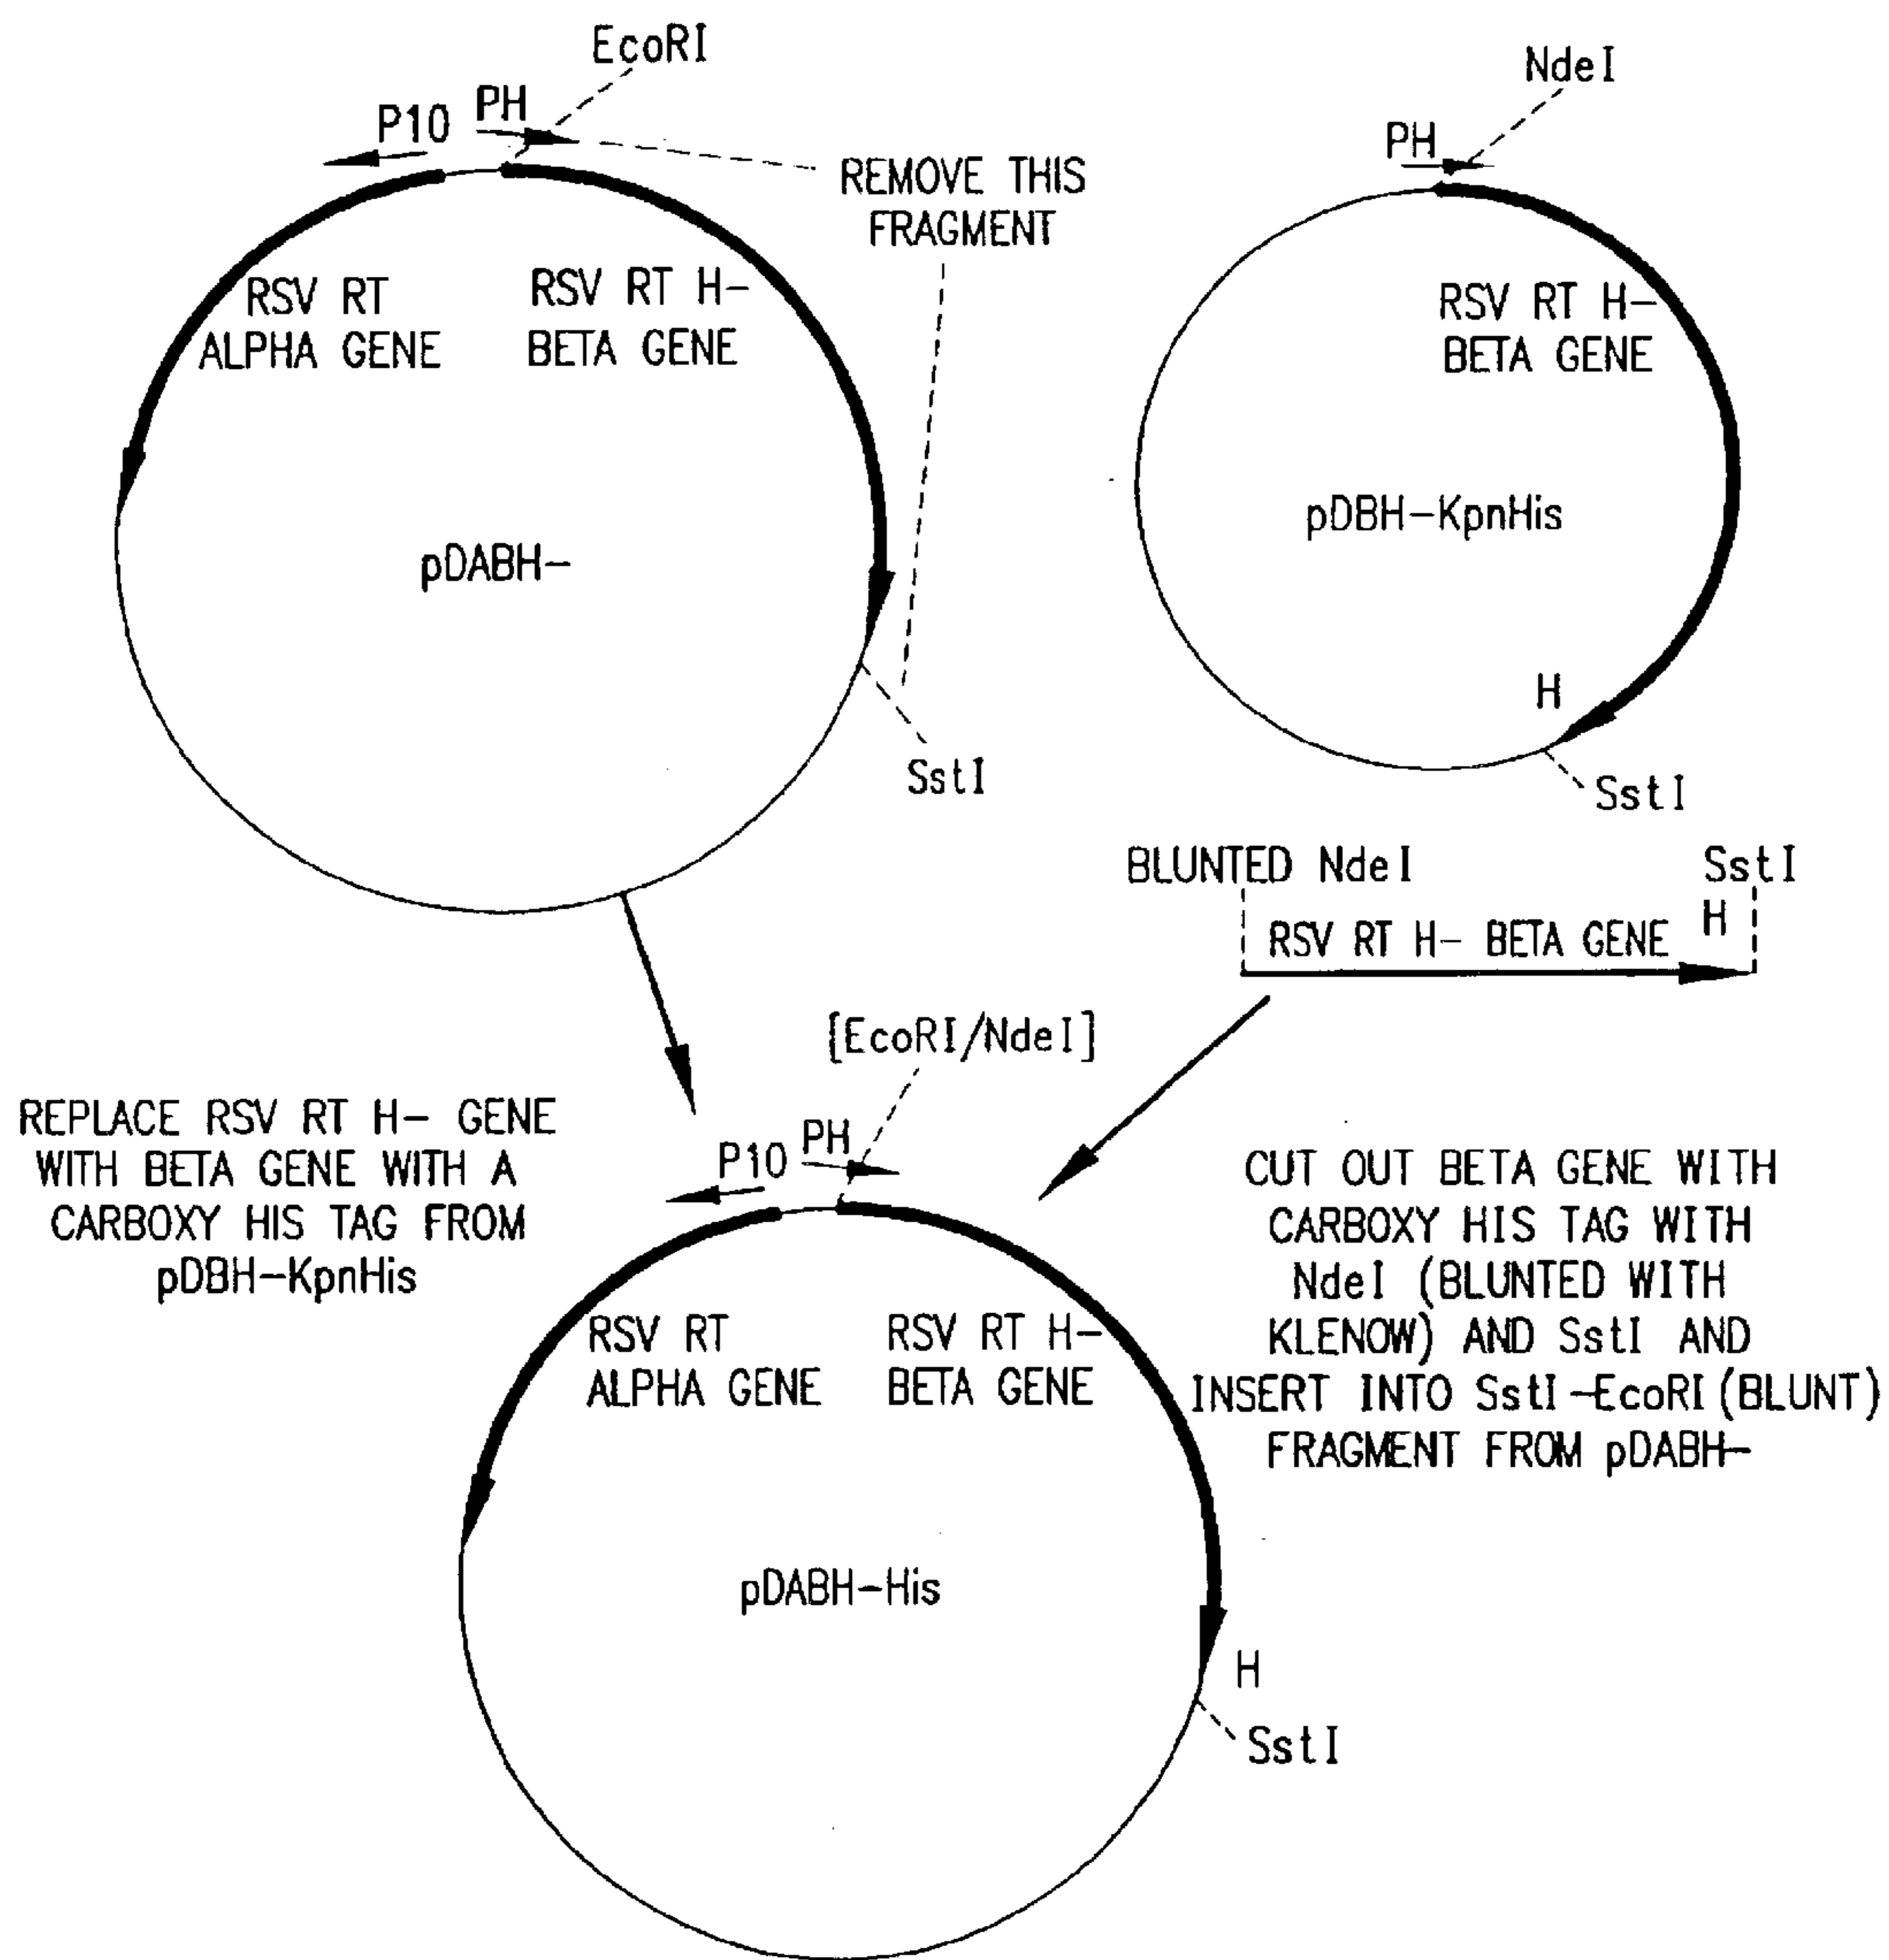 EcoRI
P10
PH
REMOVE THIS
FRAGMENT
RSV RT
ALPHA GENE
RSV RT H-
BETA GENE
pDABH-
SstI
NdeI
PH
RSV RT H-
BETA GENE
pDBH-KpnHis
H
SstI
BLUNTED NdeI
SstI
H
RSV RT H- BETA GENE
[EcoRI/NdeI]
REPLACE RSV RT H- GENE
WITH BETA GENE WITH A
CARBOXY HIS TAG FROM
pDBH-KpnHis
P10
PH
CUT OUT BETA GENE WITH
CARBOXY HIS TAG WITH
NdeI (BLUNTED WITH
KLENOW) AND SstI AND
INSERT INTO SstI-EcoRI (BLUNT)
FRAGMENT FROM pDABH-
RSV RT
ALPHA GENE
RSV RT H-
BETA GENE
pDABH-His
H
SstI